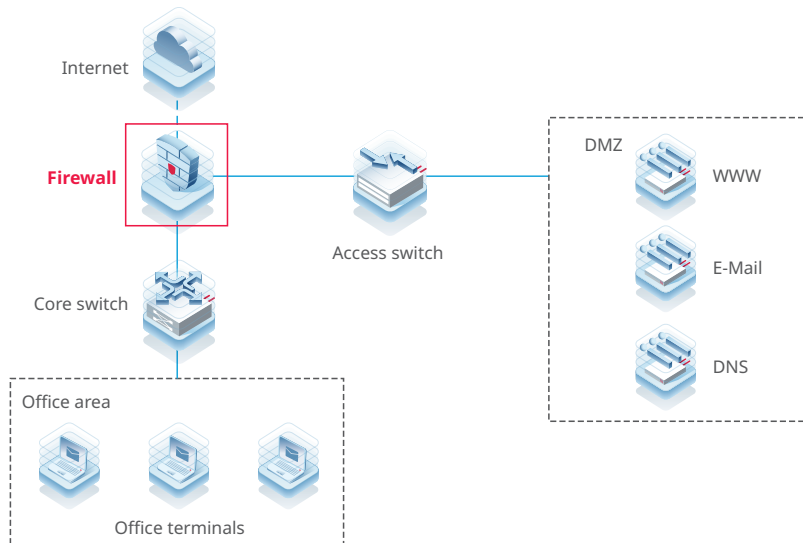 Internet
Firewall
DMZ
WWW
Access switch
E-Mail
Core switch
DNS
Office area
Office terminals